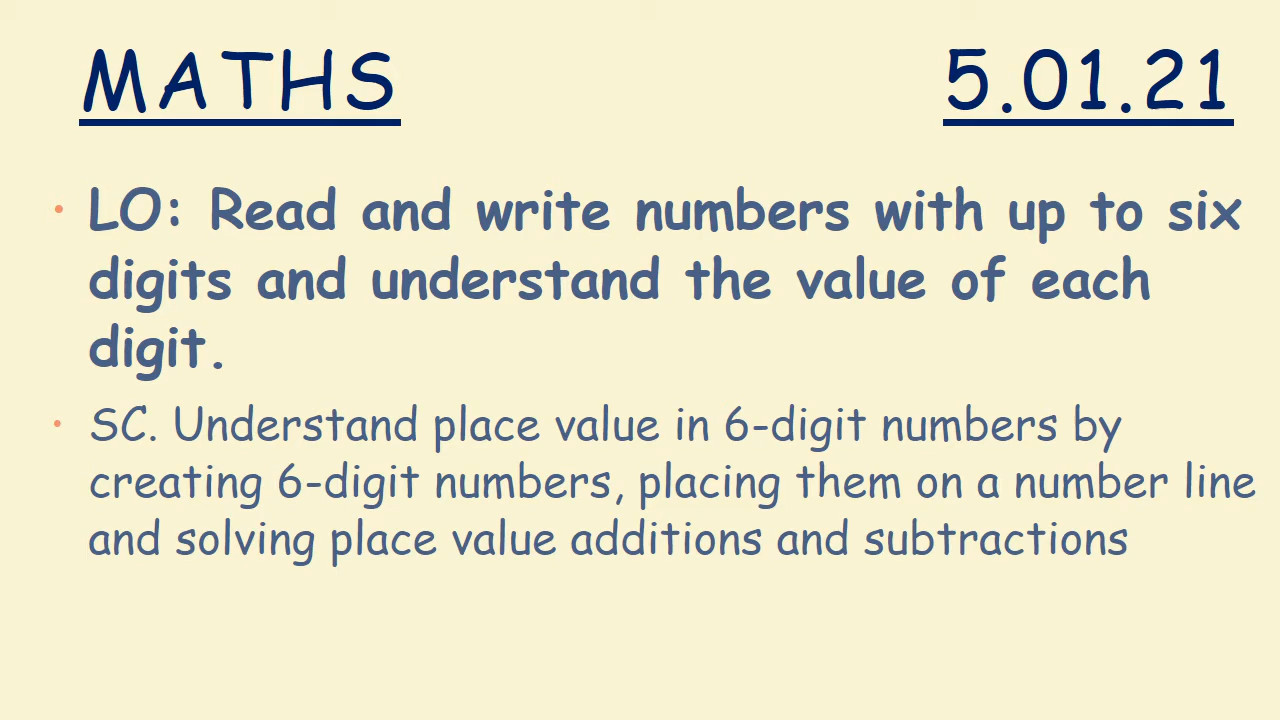 MATHS 5.01.21
• LO: Read and write numbers with up to six
digits and understand the value of each
digit.
• SC. Understand place value in 6-digit numbers by
creating 6-digit numbers, placing them on a number line
and solving place value additions and subtractions